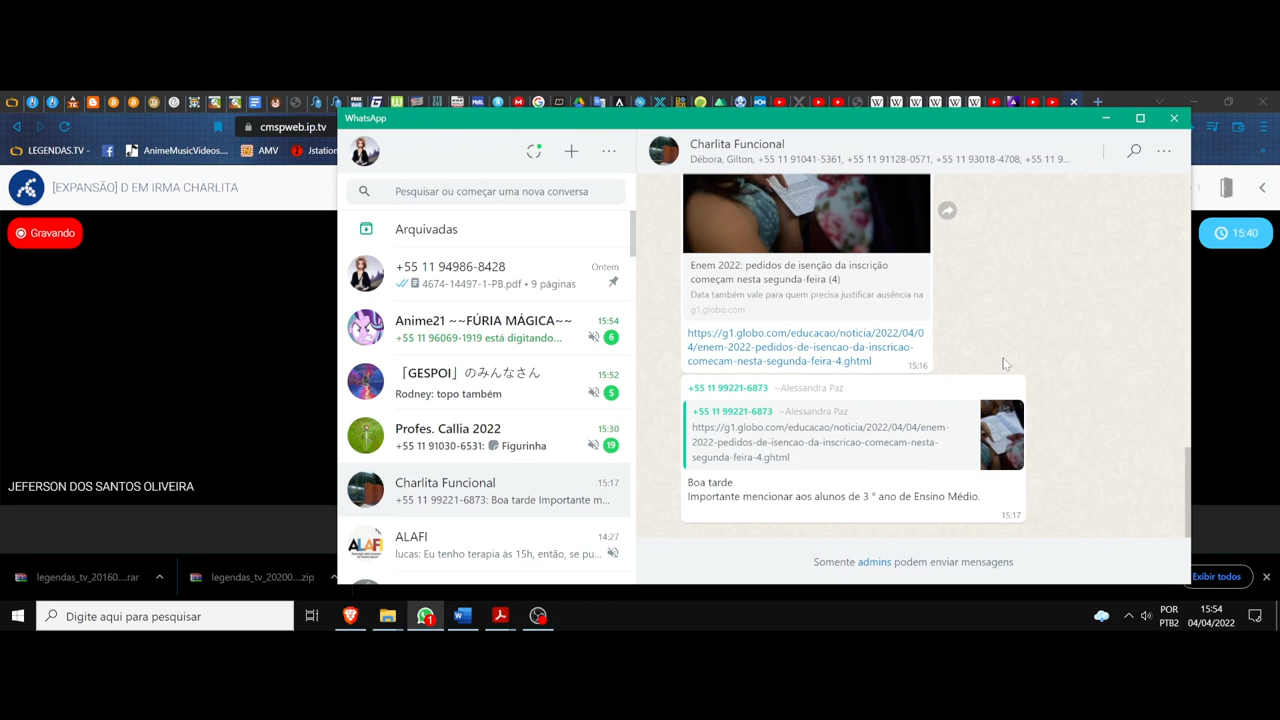 cmspweb.ip.tv
LEGENDAS.TV -
AnimeMusicVideos....
AMV
Jstation
[EXPANSÃO] D EM IRMA CHARLITA
Gravando
JEFERSON DOS SANTOS OLIVEIRA
WhatsApp
Pesquisar ou começar uma nova conversa
Arquivadas
+55 11 94986-8428
Ontem
4674-14497-1-PB.pdf • 9 páginas
Anime21 ~~FÚRIA MÁGICA~~
15:54
+55 11 96069-1919 está digitando...
6
「GESPOI」のみんなさん
15:52
Rodney: topo também
5
Profes. Callia 2022
15:30
+55 11 91030-6531: Figurinha
19
Charlita Funcional
15:17
+55 11 99221-6873: Boa tarde Importante m...
ALAFI
14:27
lucas: Eu tenho terapia às 15h, então, se pu...
Charlita Funcional
Débora, Gilton, +55 11 91041-5361, +55 11 91128-0571, +55 11 93018-4708, +55 11 9...
Enem 2022: pedidos de isenção da inscrição
começam nesta segunda-feira (4)
Data também vale para quem precisa justificar ausência na
g1.globo.com
https://g1.globo.com/educacao/noticia/2022/04/0
4/enem-2022-pedidos-de-isencao-da-inscricao-
comecam-nesta-segunda-feira-4.ghtml
15:16
+55 11 99221-6873 ~Alessandra Paz
+55 11 99221-6873 ~Alessandra Paz
https://g1.globo.com/educacao/noticia/2022/04/04/enem-
2022-pedidos-de-isencao-da-inscricao-comecam-nesta-
segunda-feira-4.ghtml
Boa tarde
Importante mencionar aos alunos de 3 ° ano de Ensino Médio.
15:17
Somente admins podem enviar mensagens
1
15:40
legendas_tv_20160....rar
legendas_tv_20200....zip
Exibir todos
Digite aqui para pesquisar
1
POR
PTB2
15:54
04/04/2022